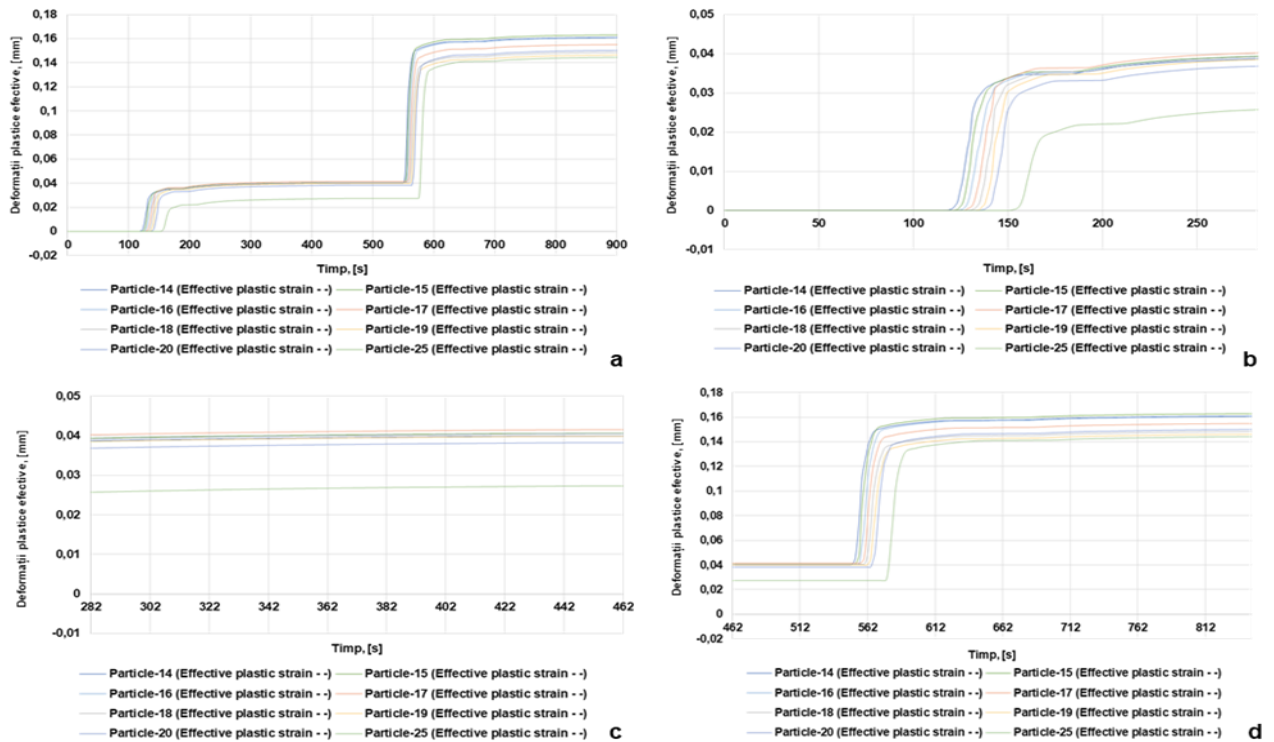 Deformații plastice efective, [mm]
0,18
0,16
0,14
0,12
0,1
0,08
0,06
0,04
0,02
0
-0,02
0 100 200 300 400 500 600 700 800 900
Timp, [s]
Particle-14 (Effective plastic strain - -) Particle-15 (Effective plastic strain - -)
Particle-16 (Effective plastic strain - -) Particle-17 (Effective plastic strain - -)
Particle-18 (Effective plastic strain - -) Particle-19 (Effective plastic strain - -)
Particle-20 (Effective plastic strain - -) Particle-25 (Effective plastic strain - -)
a
Deformații plastice efective, [mm]
0,05
0,04
0,03
0,02
0,01
0
-0,01
0 50 100 150 200 250
Timp, [s]
Particle-14 (Effective plastic strain - -) Particle-15 (Effective plastic strain - -)
Particle-16 (Effective plastic strain - -) Particle-17 (Effective plastic strain - -)
Particle-18 (Effective plastic strain - -) Particle-19 (Effective plastic strain - -)
Particle-20 (Effective plastic strain - -) Particle-25 (Effective plastic strain - -)
b
Deformații plastice efective, [mm]
0,05
0,04
0,03
0,02
0,01
0
-0,01
282 302 322 342 362 382 402 422 442 462
Timp, [s]
Particle-14 (Effective plastic strain - -) Particle-15 (Effective plastic strain - -)
Particle-16 (Effective plastic strain - -) Particle-17 (Effective plastic strain - -)
Particle-18 (Effective plastic strain - -) Particle-19 (Effective plastic strain - -)
Particle-20 (Effective plastic strain - -) Particle-25 (Effective plastic strain - -)
c
Deformații plastice efective, [mm]
0,18
0,16
0,14
0,12
0,1
0,08
0,06
0,04
0,02
0
-0,02
462 512 562 612 662 712 762 812
Timp, [s]
Particle-14 (Effective plastic strain - -) Particle-15 (Effective plastic strain - -)
Particle-16 (Effective plastic strain - -) Particle-17 (Effective plastic strain - -)
Particle-18 (Effective plastic strain - -) Particle-19 (Effective plastic strain - -)
Particle-20 (Effective plastic strain - -) Particle-25 (Effective plastic strain - -)
d